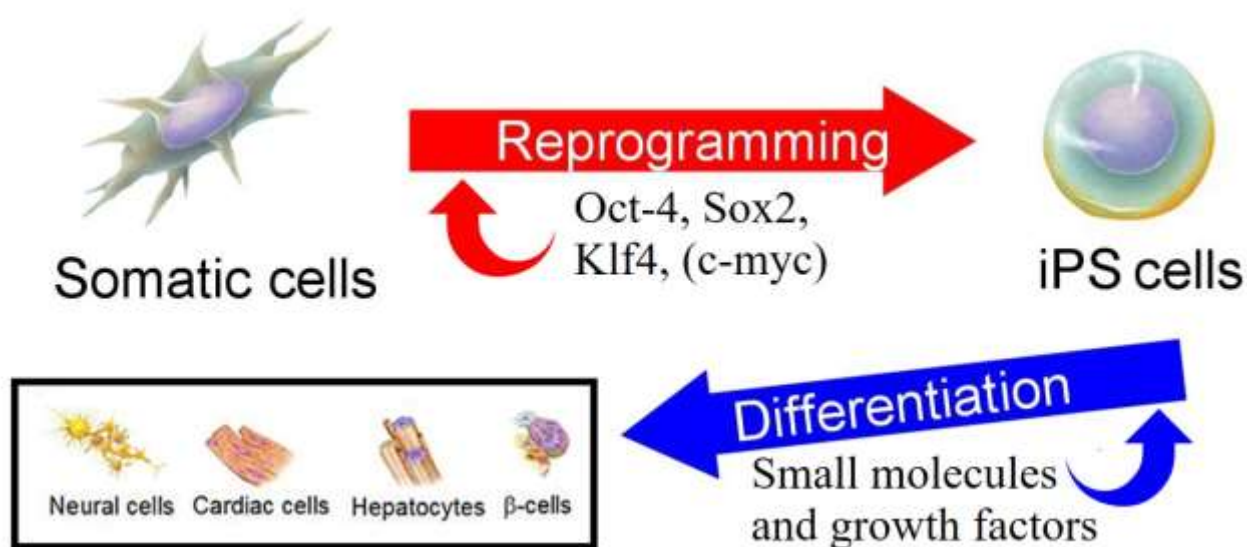 Reprogramming
Oct-4, Sox2,
Klf4, (c-myc)
Somatic cells
iPS cells
Differentiation
Small molecules
and growth factors
Neural cells Cardiac cells Hepatocytes β-cells